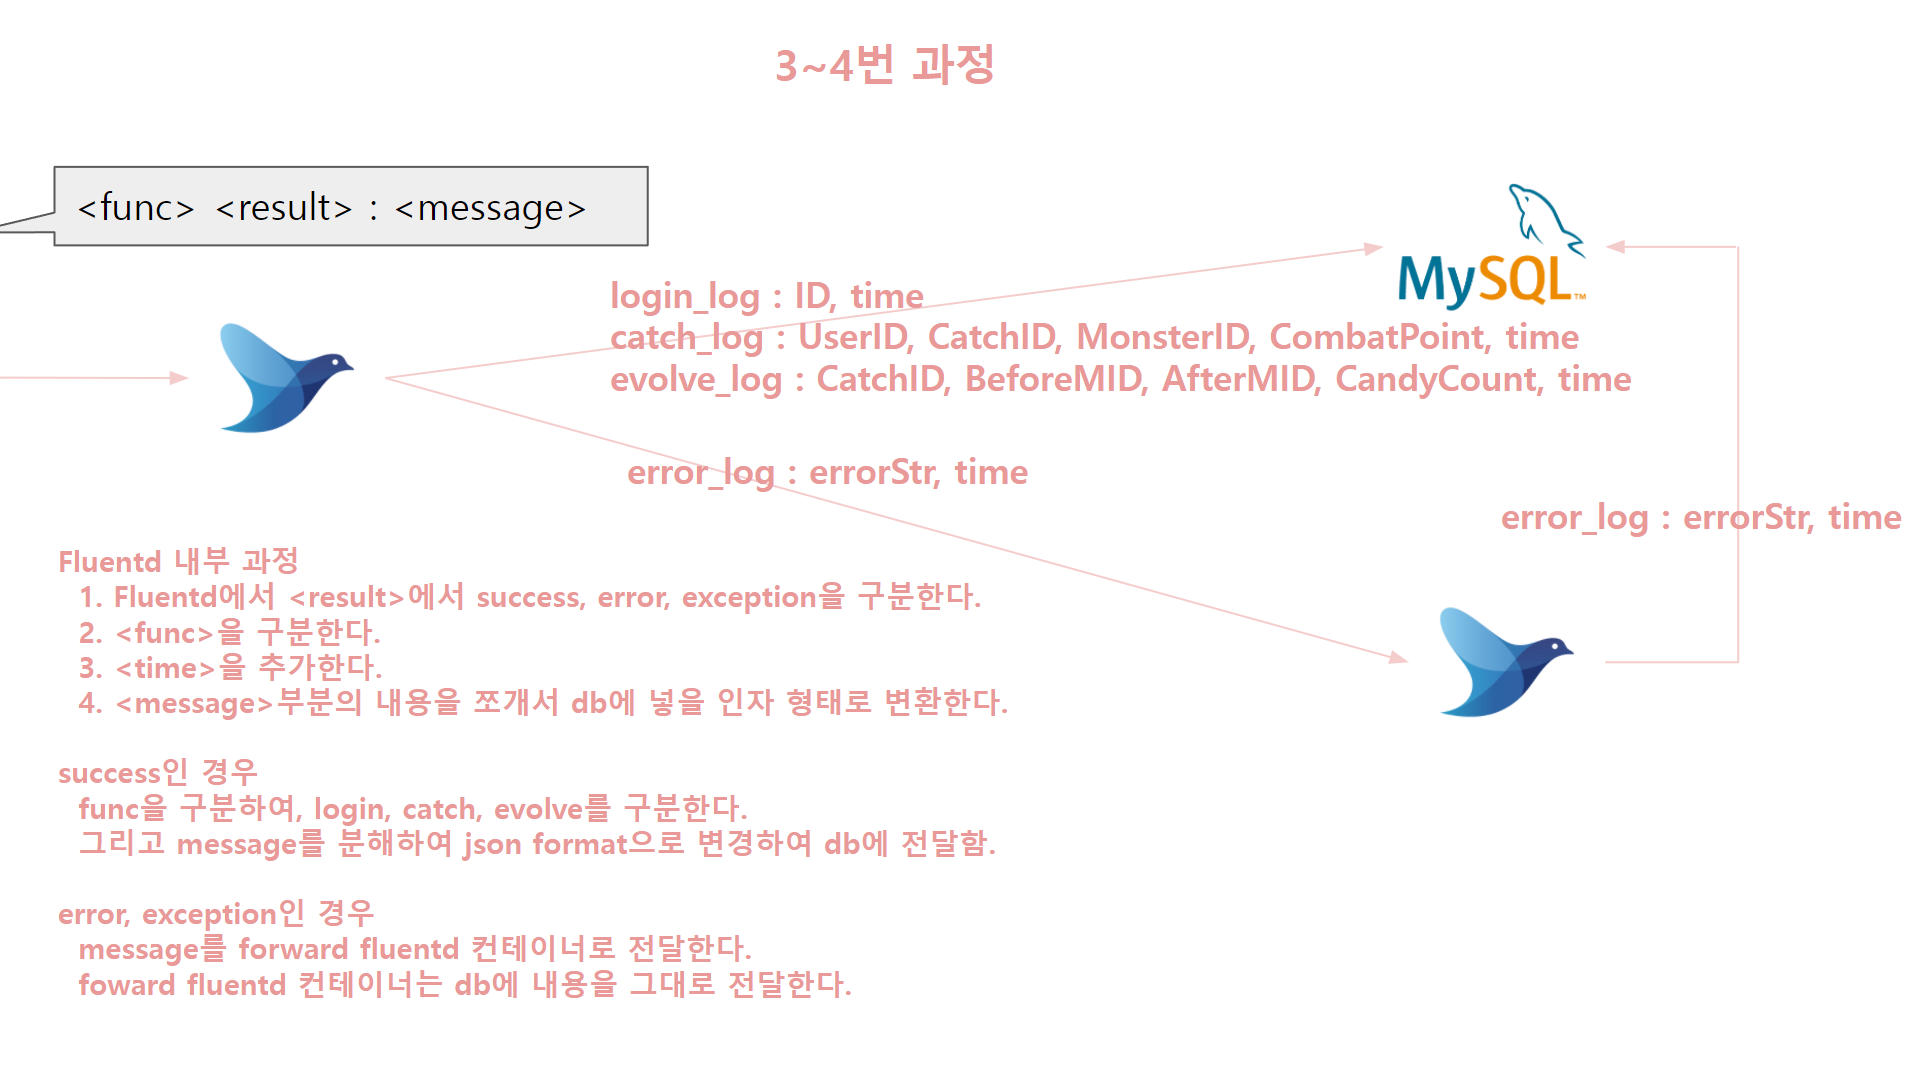 3~4번 과정
<func> <result> : <message>
MySQL™
login_log : ID, time
catch_log : UserID, CatchID, MonsterID, CombatPoint, time
evolve_log : CatchID, BeforeMID, AfterMID, CandyCount, time
error_log : errorStr, time
error_log : errorStr, time
Fluentd 내부 과정
1. Fluentd에서 <result>에서 success, error, exception을 구분한다.
2. <func>을 구분한다.
3. <time>을 추가한다.
4. <message>부분의 내용을 쪼개서 db에 넣을 인자 형태로 변환한다.
success인 경우
func을 구분하여, login, catch, evolve를 구분한다.
그리고 message를 분해하여 json format으로 변경하여 db에 전달함.
error, exception인 경우
message를 forward fluentd 컨테이너로 전달한다.
foward fluentd 컨테이너는 db에 내용을 그대로 전달한다.